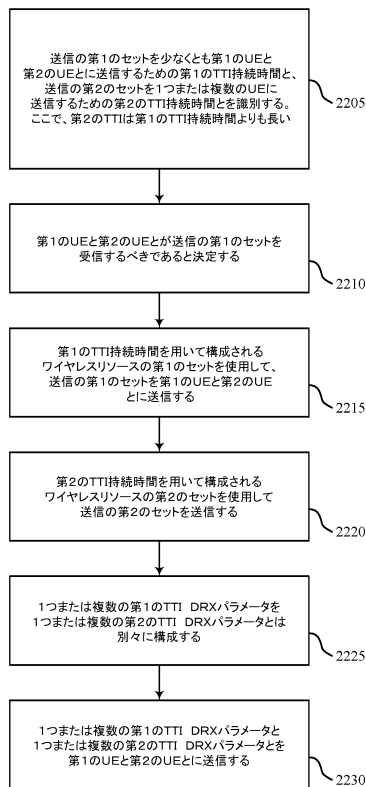 送信の第1のセットを少なくとも第1のUEと
第2のUEとに送信するための第1のTTI持続時間と、
送信の第2のセットを1つまたは複数のUEに
送信するための第2のTTI持続時間とを識別する。
ここで、第2のTTIは第1のTTI持続時間よりも長い
2205
第1のUEと第2のUEとが送信の第1のセットを
受信するべきであると決定する
2210
第1のTTI持続時間を用いて構成される
ワイヤレスリソースの第1のセットを使用して、
送信の第1のセットを第1のUEと第2のUE
とに送信する
2215
第2のTTI持続時間を用いて構成される
ワイヤレスリソースの第2のセットを使用して
送信の第2のセットを送信する
2220
1つまたは複数の第1のTTI DRXパラメータを
1つまたは複数の第2のTTI DRXパラメータとは
別々に構成する
2225
1つまたは複数の第1のTTI DRXパラメータと
1つまたは複数の第2のTTI DRXパラメータとを
第1のUEと第2のUEとに送信する
2230